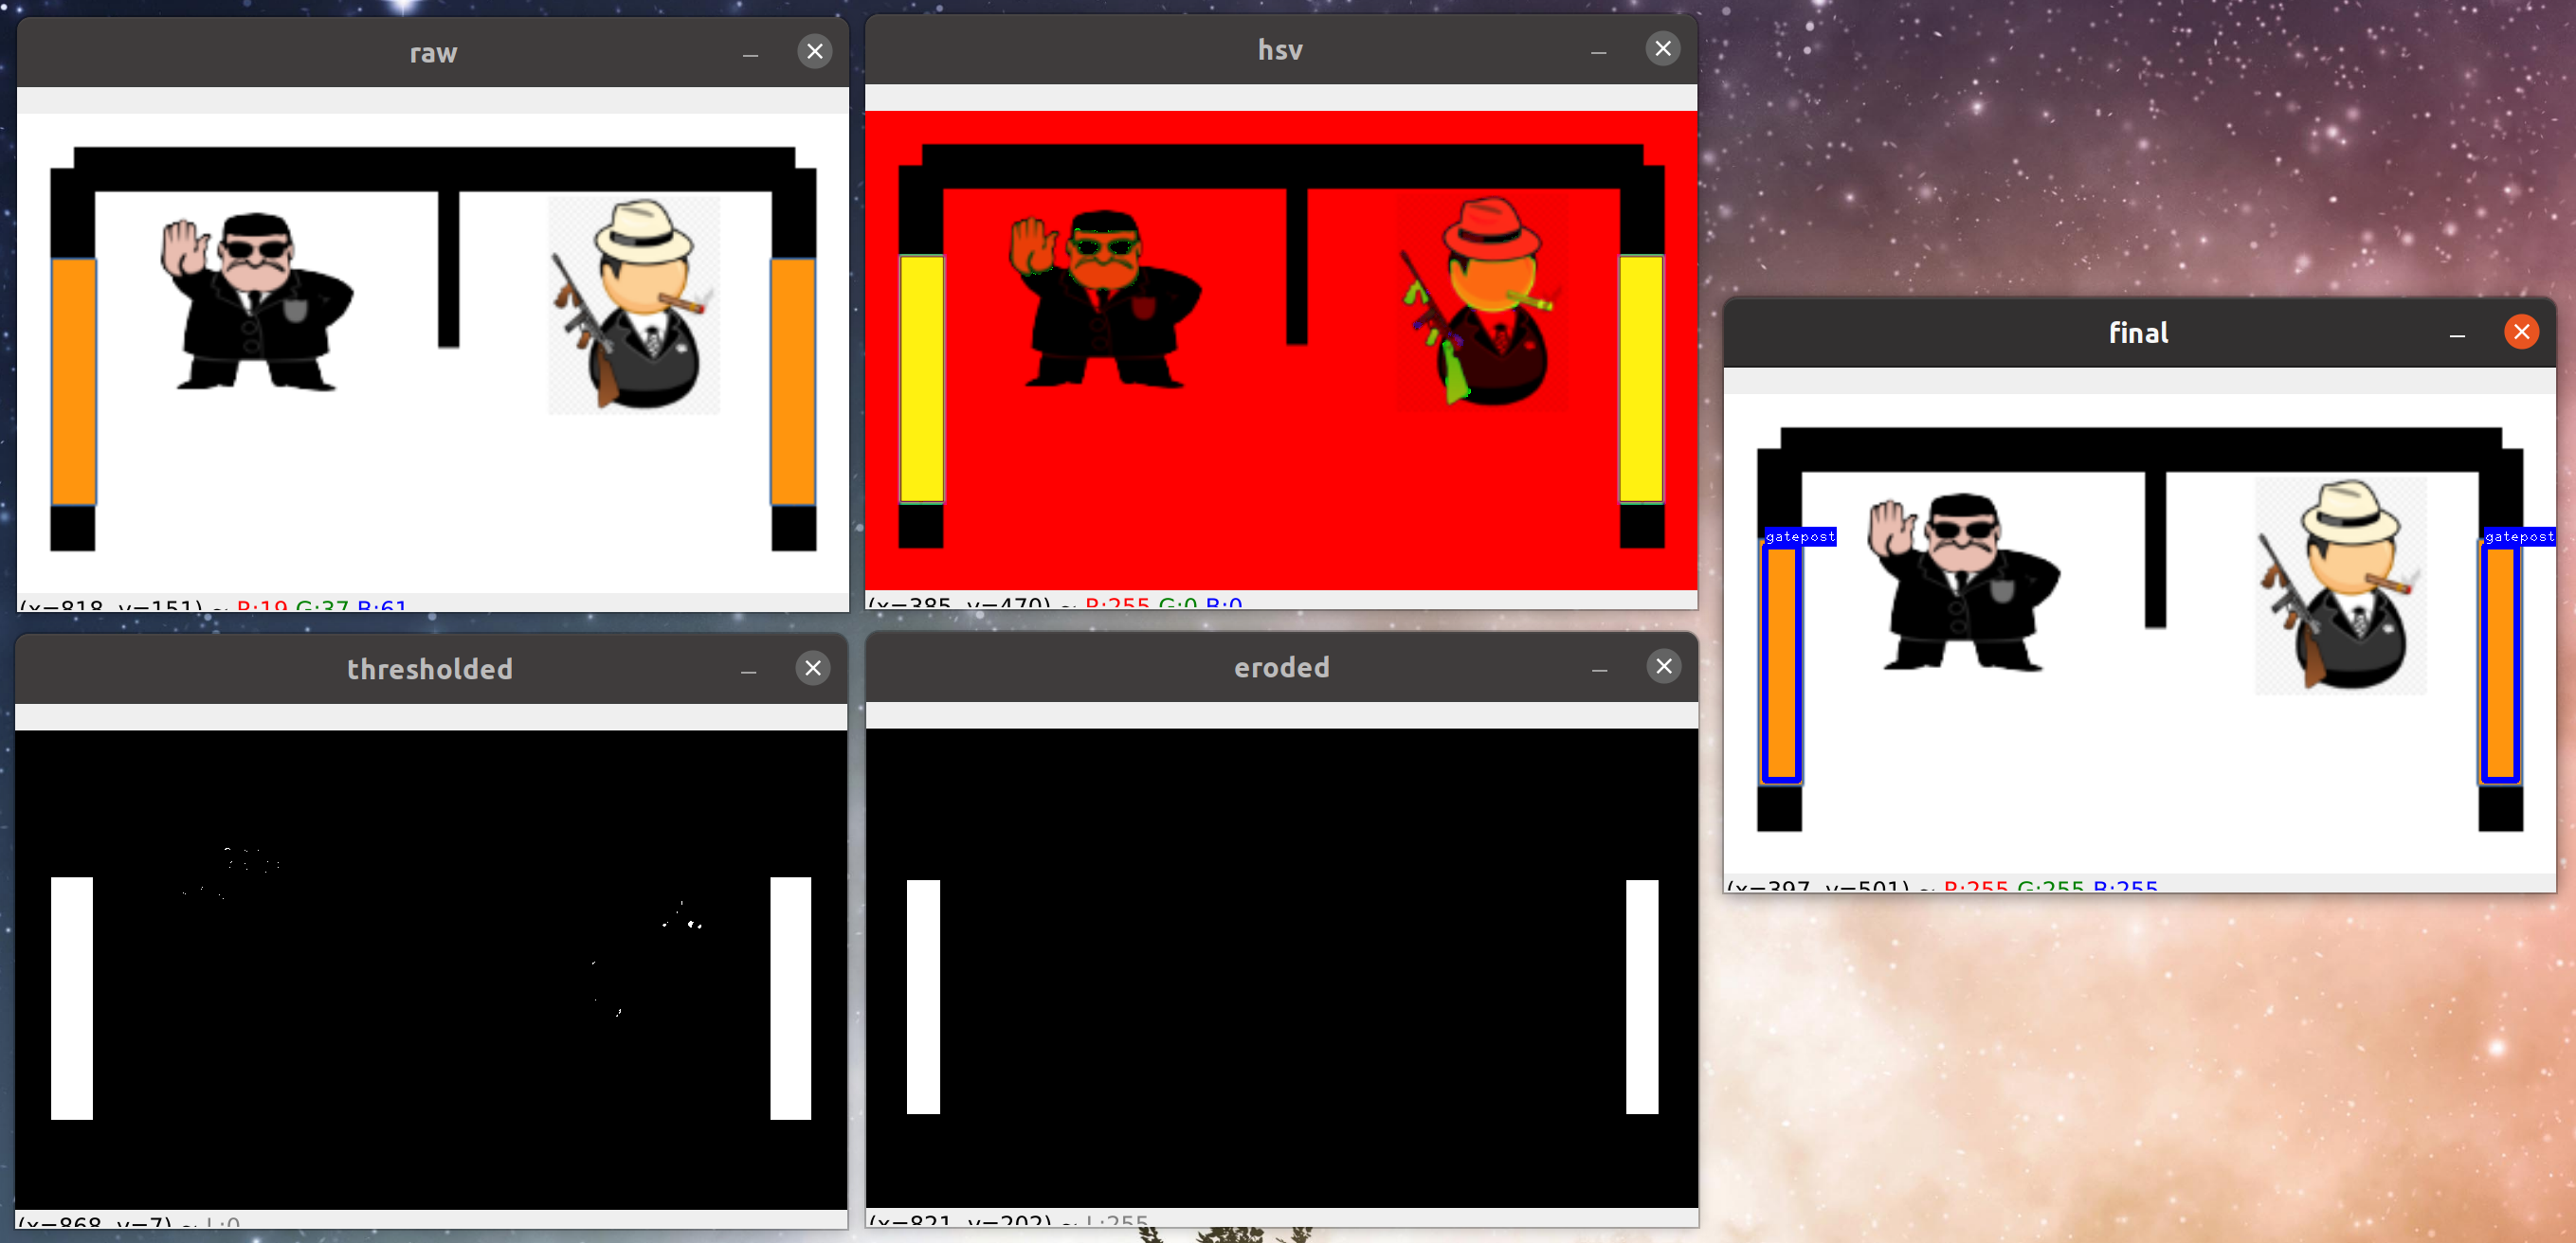 raw
hsv
(x=818, y=151) ~ R:19 G:37 B:61
(x=385, y=470) ~ R:255 G:0 B:0
final
gatepost
gatepost
(x=397, y=501) ~ R:255 G:255 B:255
thresholded
eroded
(x=868, y=7) ~ L:0
(x=821, y=202) ~ L:255